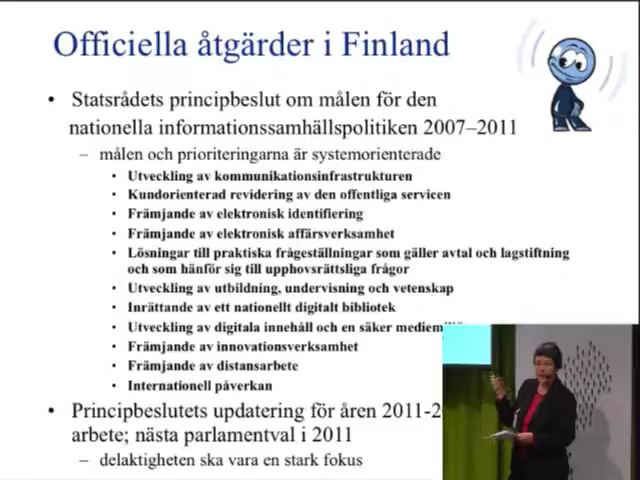 Officiella åtgärder i Finland
• Statsrådets principbeslut om målen för den
nationella informationssamhällspolitiken 2007–2011
– målen och prioriteringarna är systemorienterade
• Utveckling av kommunikationsinfrastrukturen
• Kundorienterad revidering av den offentliga servicen
• Främjande av elektronisk identifiering
• Främjande av elektronisk affärsverksamhet
• Lösningar till praktiska frågeställningar som gäller avtal och lagstiftning
och som hänför sig till upphovsrättsliga frågor
• Utveckling av utbildning, undervisning och vetenskap
• Inrättande av ett nationellt digitalt bibliotek
• Utveckling av digitala innehåll och en säker
• Främjande av innovationsverksamhet
• Främjande av distansarbete
• Internationell påverkan
• Principbeslutets updatering för åren 2011-2
arbete; nästa parlamentval i 2011
– delaktigheten ska vara en stark fokus